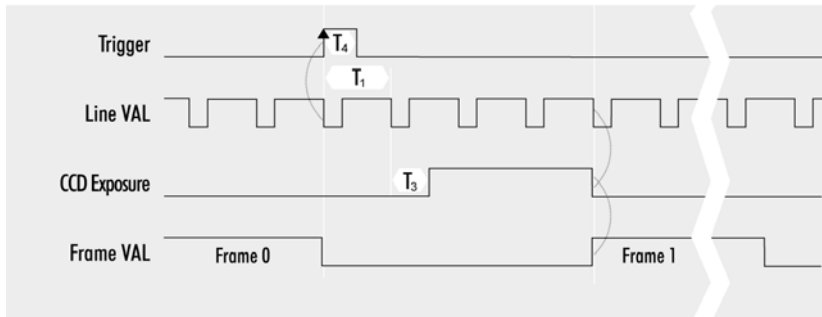 Trigger
T4
T1
Line VAL
CCD Exposure
T3
Frame VAL
Frame 0
Frame 1